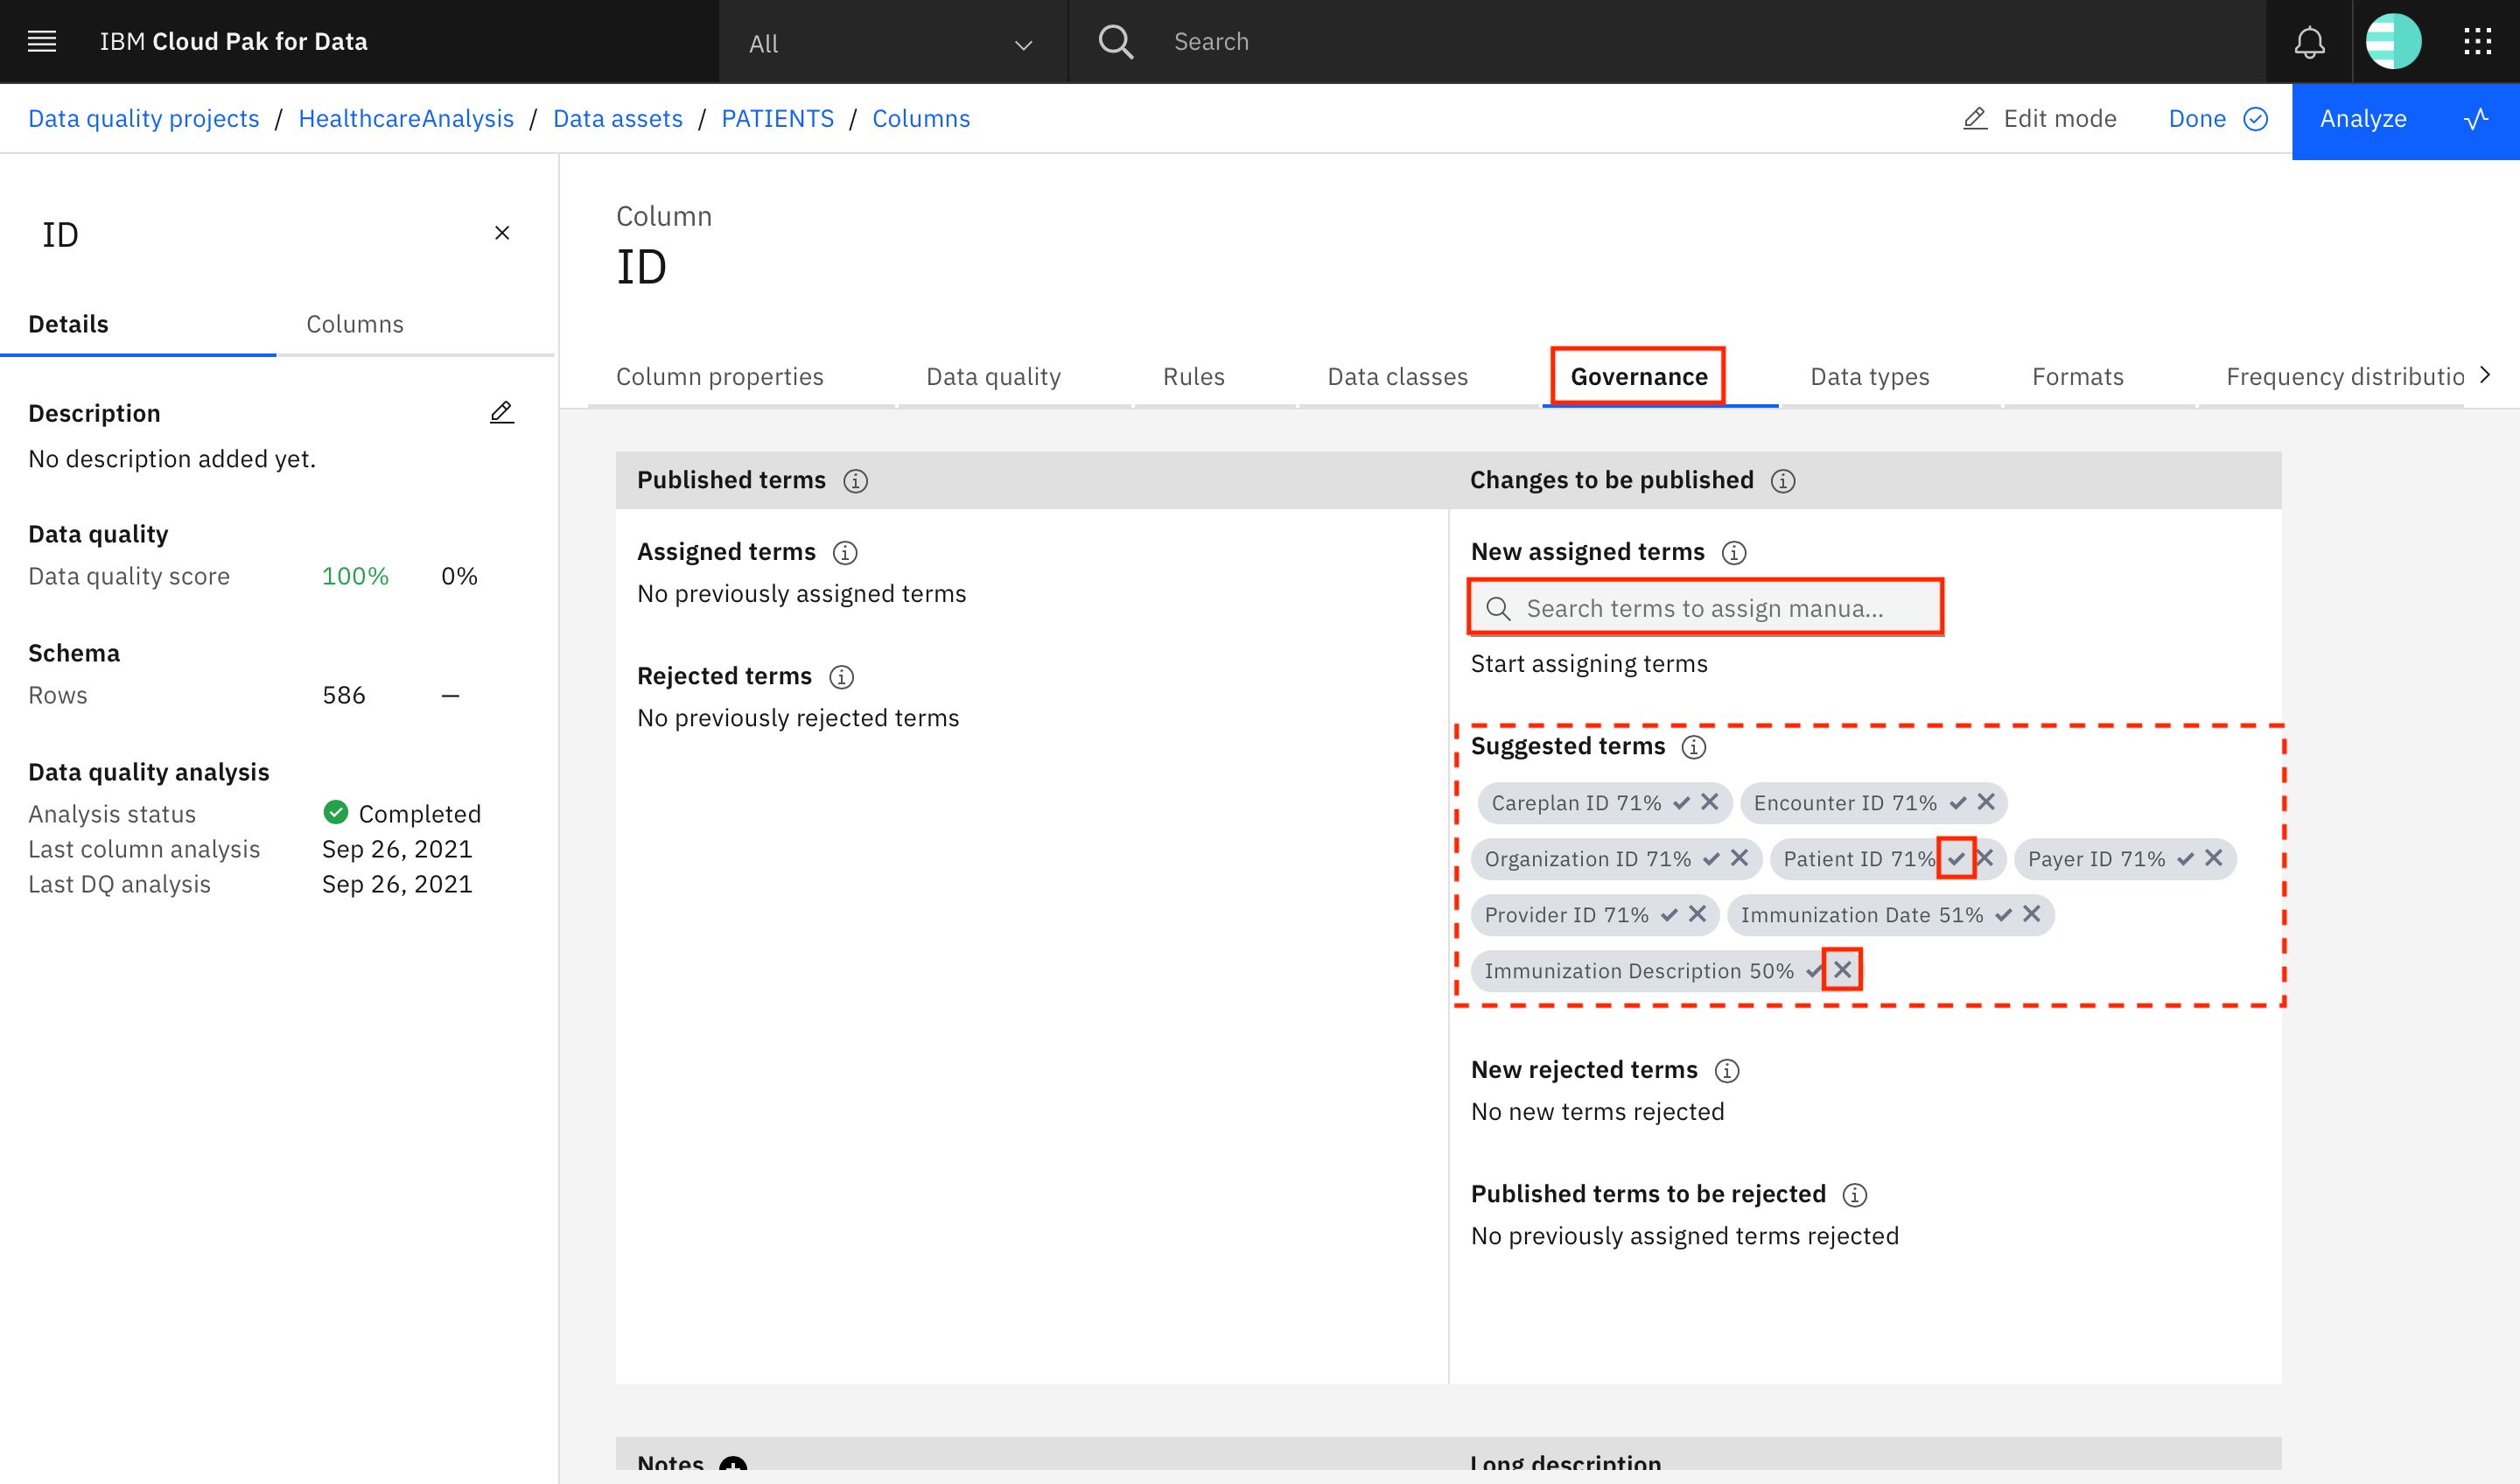 IBM Cloud Pak for Data
All
Search
Data quality projects / HealthcareAnalysis / Data assets / PATIENTS / Columns
Edit mode
Done
Analyze
ID
Details
Columns
Description
No description added yet.
Data quality
Data quality score 100% 0%
Schema
Rows 586 —
Data quality analysis
Analysis status Completed
Last column analysis Sep 26, 2021
Last DQ analysis Sep 26, 2021
Column
ID
Column properties
Data quality
Rules
Data classes
Governance
Data types
Formats
Frequency distributio
Published terms
Assigned terms
No previously assigned terms
Rejected terms
No previously rejected terms
Changes to be published
New assigned terms
Search terms to assign manua...
Start assigning terms
Suggested terms
Careplan ID 71% Encounter ID 71%
Organization ID 71% Patient ID 71% Payer ID 71%
Provider ID 71% Immunization Date 51%
Immunization Description 50%
New rejected terms
No new terms rejected
Published terms to be rejected
No previously assigned terms rejected
Notes
Long description